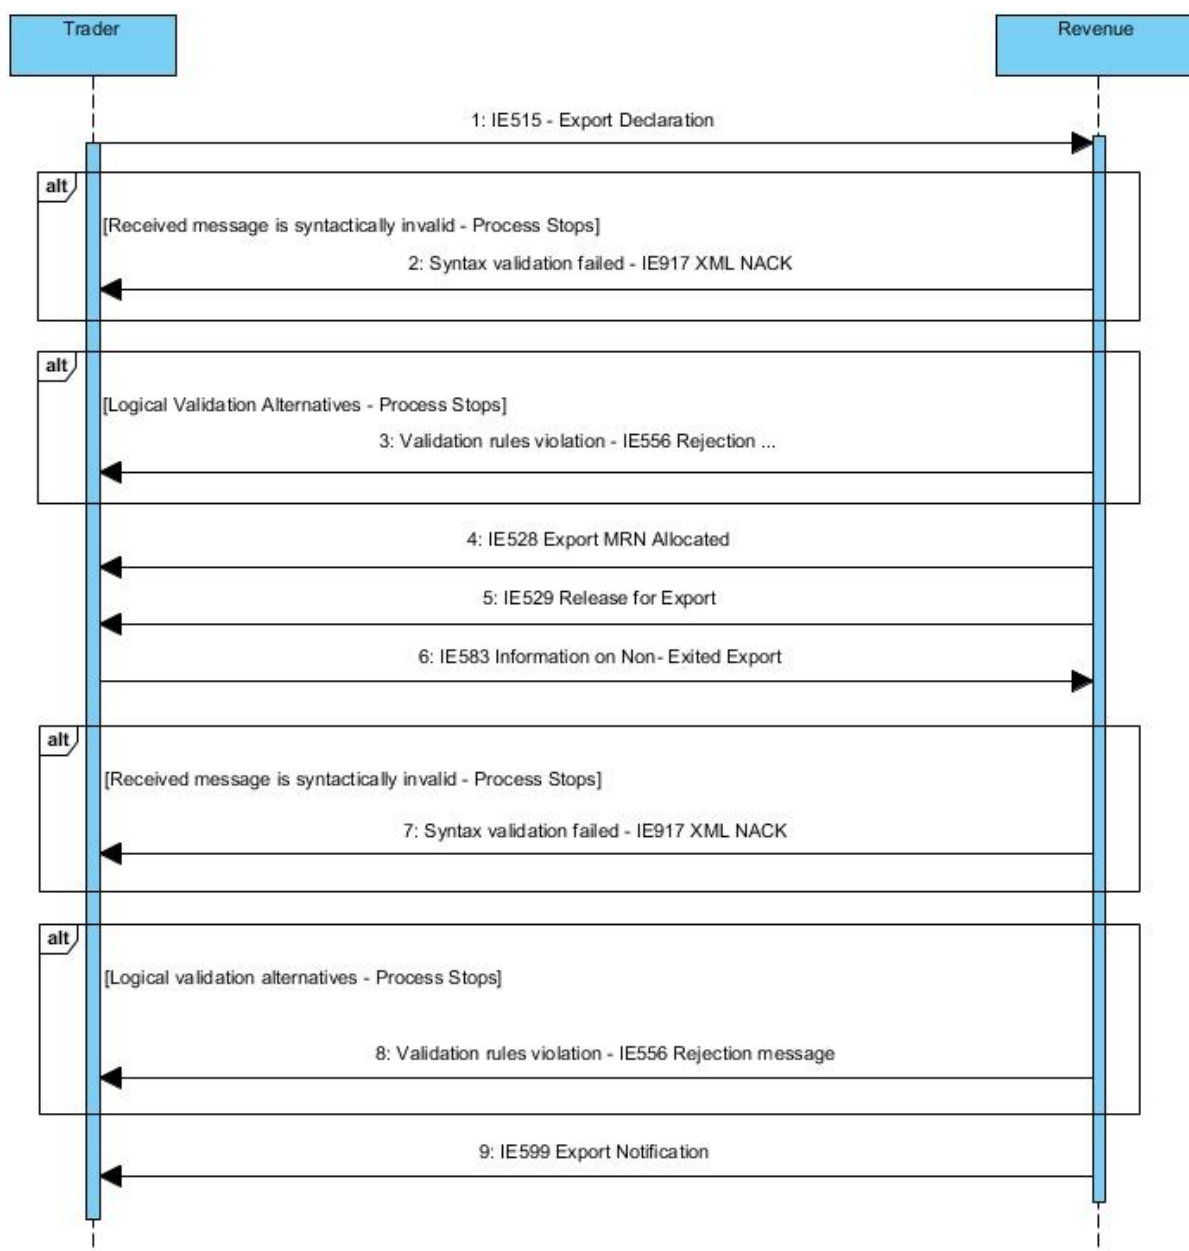 Trader
Revenue
1: IE515 - Export Declaration
alt
[Received message is syntactically invalid - Process Stops]
2: Syntax validation failed - IE917 XML NACK
alt
[Logical Validation Alternatives - Process Stops]
3: Validation rules violation - IE556 Rejection ...
4: IE528 Export MRN Allocated
5: IE529 Release for Export
6: IE583 Information on Non- Exited Export
alt
[Received message is syntactically invalid - Process Stops]
7: Syntax validation failed - IE917 XML NACK
alt
[Logical validation alternatives - Process Stops]
8: Validation rules violation - IE556 Rejection message
9: IE599 Export Notification